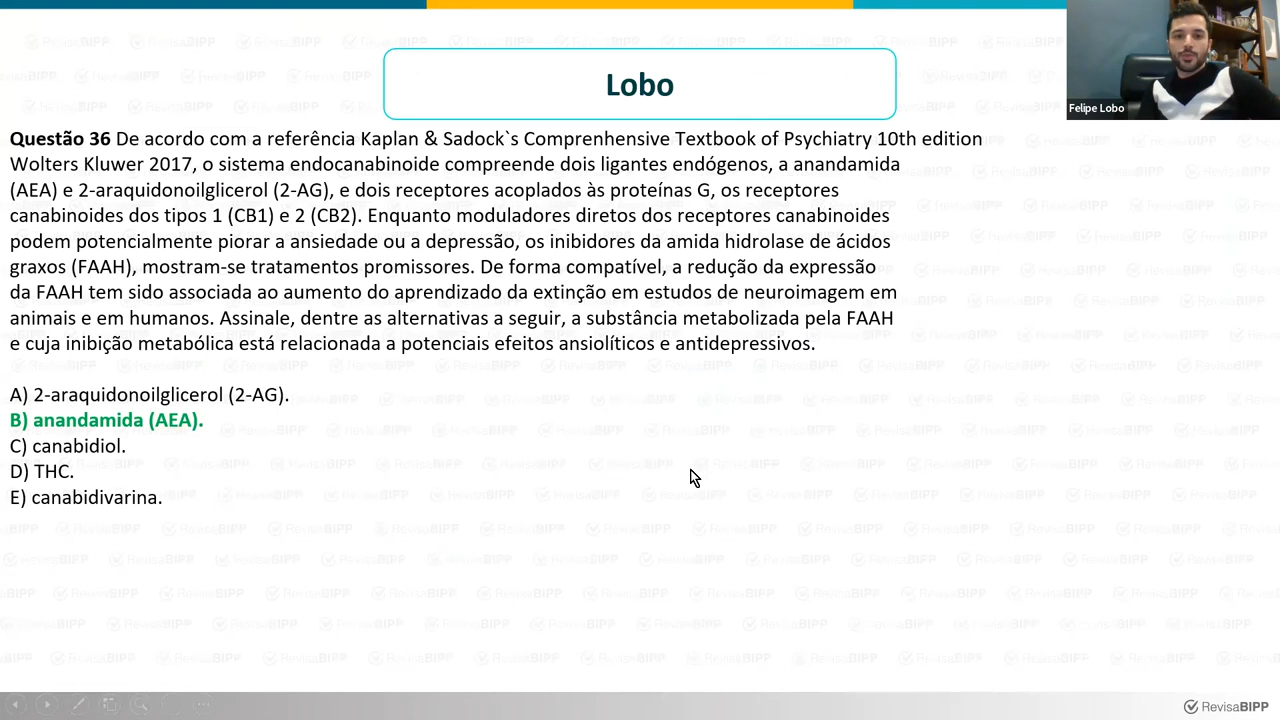 Lobo
Felipe Lobo
Questão 36 De acordo com a referência Kaplan & Sadock`s Comprenhensive Textbook of Psychiatry 10th edition
Wolters Kluwer 2017, o sistema endocanabinoide compreende dois ligantes endógenos, a anandamida
(AEA) e 2-araquidonoilglicerol (2-AG), e dois receptores acoplados às proteínas G, os receptores
canabinoides dos tipos 1 (CB1) e 2 (CB2). Enquanto moduladores diretos dos receptores canabinoides
podem potencialmente piorar a ansiedade ou a depressão, os inibidores da amida hidrolase de ácidos
graxos (FAAH), mostram-se tratamentos promissores. De forma compatível, a redução da expressão
da FAAH tem sido associada ao aumento do aprendizado da extinção em estudos de neuroimagem em
animais e em humanos. Assinale, dentre as alternativas a seguir, a substância metabolizada pela FAAH
e cuja inibição metabólica está relacionada a potenciais efeitos ansiolíticos e antidepressivos.
A) 2-araquidonoilglicerol (2-AG).
B) anandamida (AEA).
C) canabidiol.
D) THC.
E) canabidivarina.
RevisaBIPP